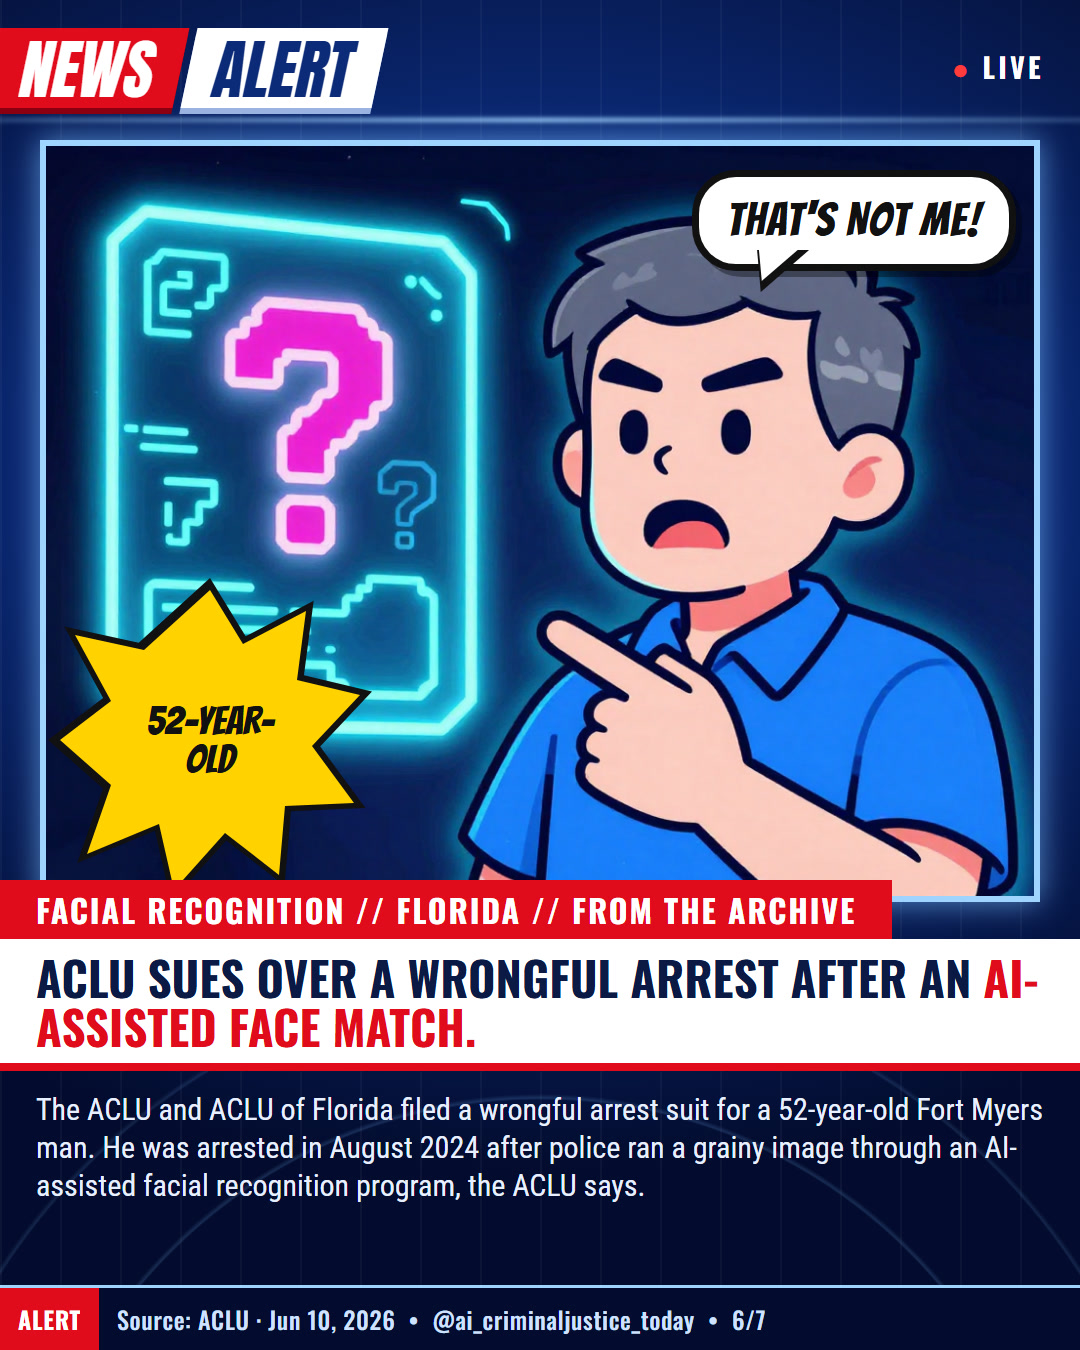 NEWS ALERT
LIVE
THAT'S NOT ME!
?
?
52-YEAR-
OLD
FACIAL RECOGNITION // FLORIDA // FROM THE ARCHIVE
ACLU SUES OVER A WRONGFUL ARREST AFTER AN AI-
ASSISTED FACE MATCH.
The ACLU and ACLU of Florida filed a wrongful arrest suit for a 52-year-old Fort Myers
man. He was arrested in August 2024 after police ran a grainy image through an AI-
assisted facial recognition program, the ACLU says.
ALERT
Source: ACLU · Jun 10, 2026 • @ai_criminaljustice_today • 6/7